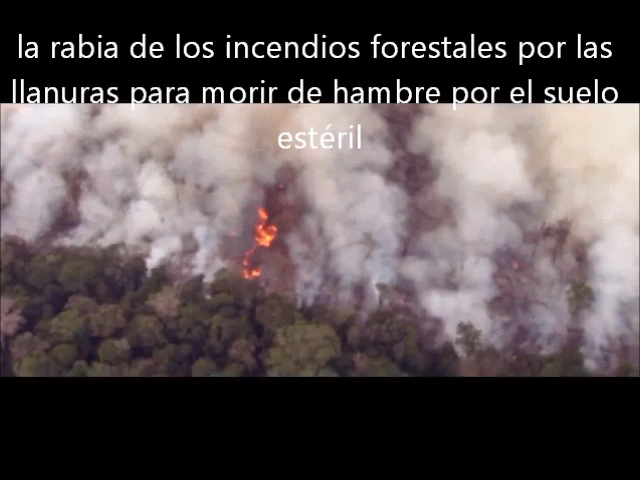 la rabia de los incendios forestales por las
llanuras para morir de hambre por el suelo
estéril